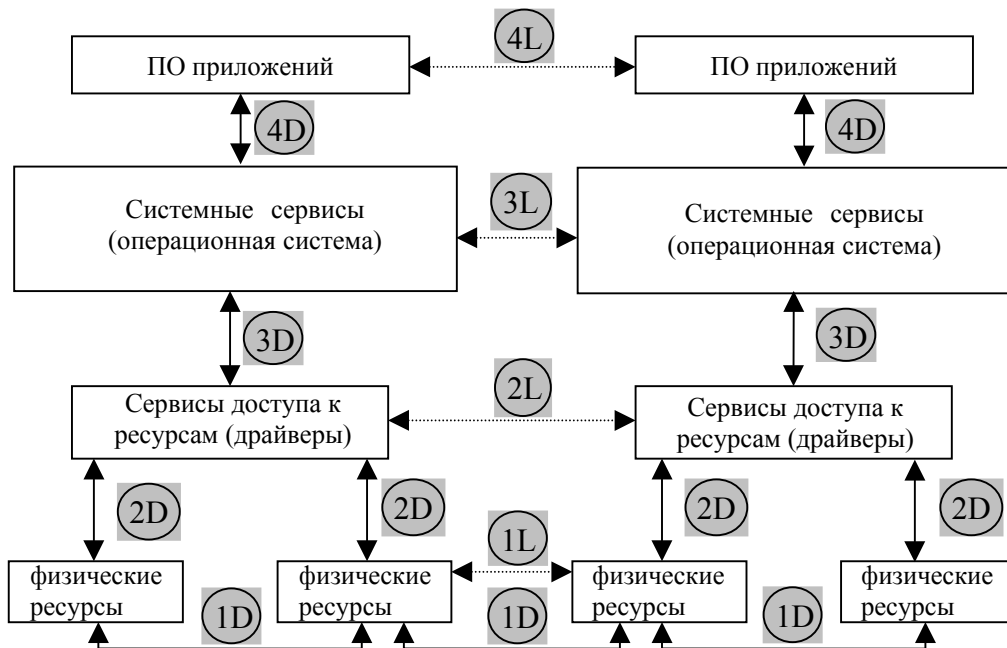 4L
ПО приложений
ПО приложений
4D
4D
Системные сервисы
(операционная система)
3L
Системные сервисы
(операционная система)
3D
3D
2L
Сервисы доступа к
ресурсам (драйверы)
Сервисы доступа к
ресурсам (драйверы)
2D
2D
2D
2D
1L
физические
ресурсы
физические
ресурсы
физические
ресурсы
физические
ресурсы
1D
1D
1D